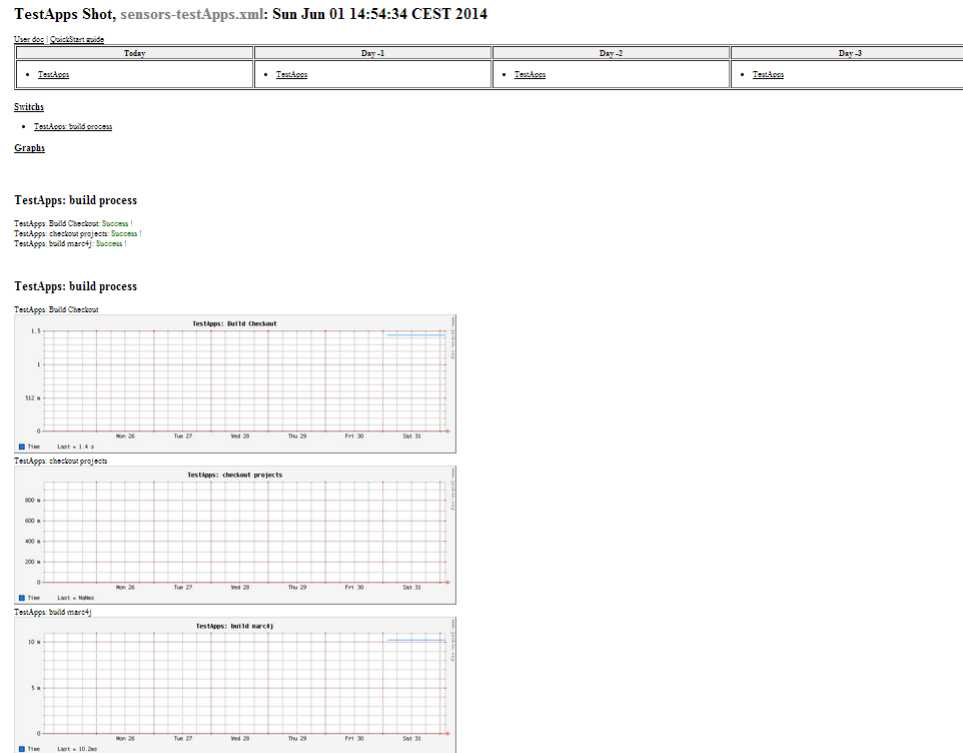 TestApps Shot, sensors-testApps.xml: Sun Jun 01 14:54:34 CEST 2014
User doc | QuickStart guide
Today Day -1 Day -2 Day -3
• TestApps • TestApps • TestApps • TestApps
Switchs
• TestApps: build process
Graphs
TestApps: build process
TestApps: Build Checkout: Success !
TestApps: checkout projects: Success !
TestApps: build marc4j: Success !
TestApps: build process
TestApps: Build Checkout
TestApps: Build Checkout
1.5
1
512 m
0
Mon 26 Tue 27 Wed 28 Thu 29 Fri 30 Sat 31
Time Last = 1.4 s
TestApps: checkout projects
TestApps: checkout projects
800 m
600 m
400 m
200 m
0
Mon 26 Tue 27 Wed 28 Thu 29 Fri 30 Sat 31
Time Last = NaNms
TestApps: build marc4j
TestApps: build marc4j
10 m
5 m
0
Mon 26 Tue 27 Wed 28 Thu 29 Fri 30 Sat 31
Time Last = 10.2ms